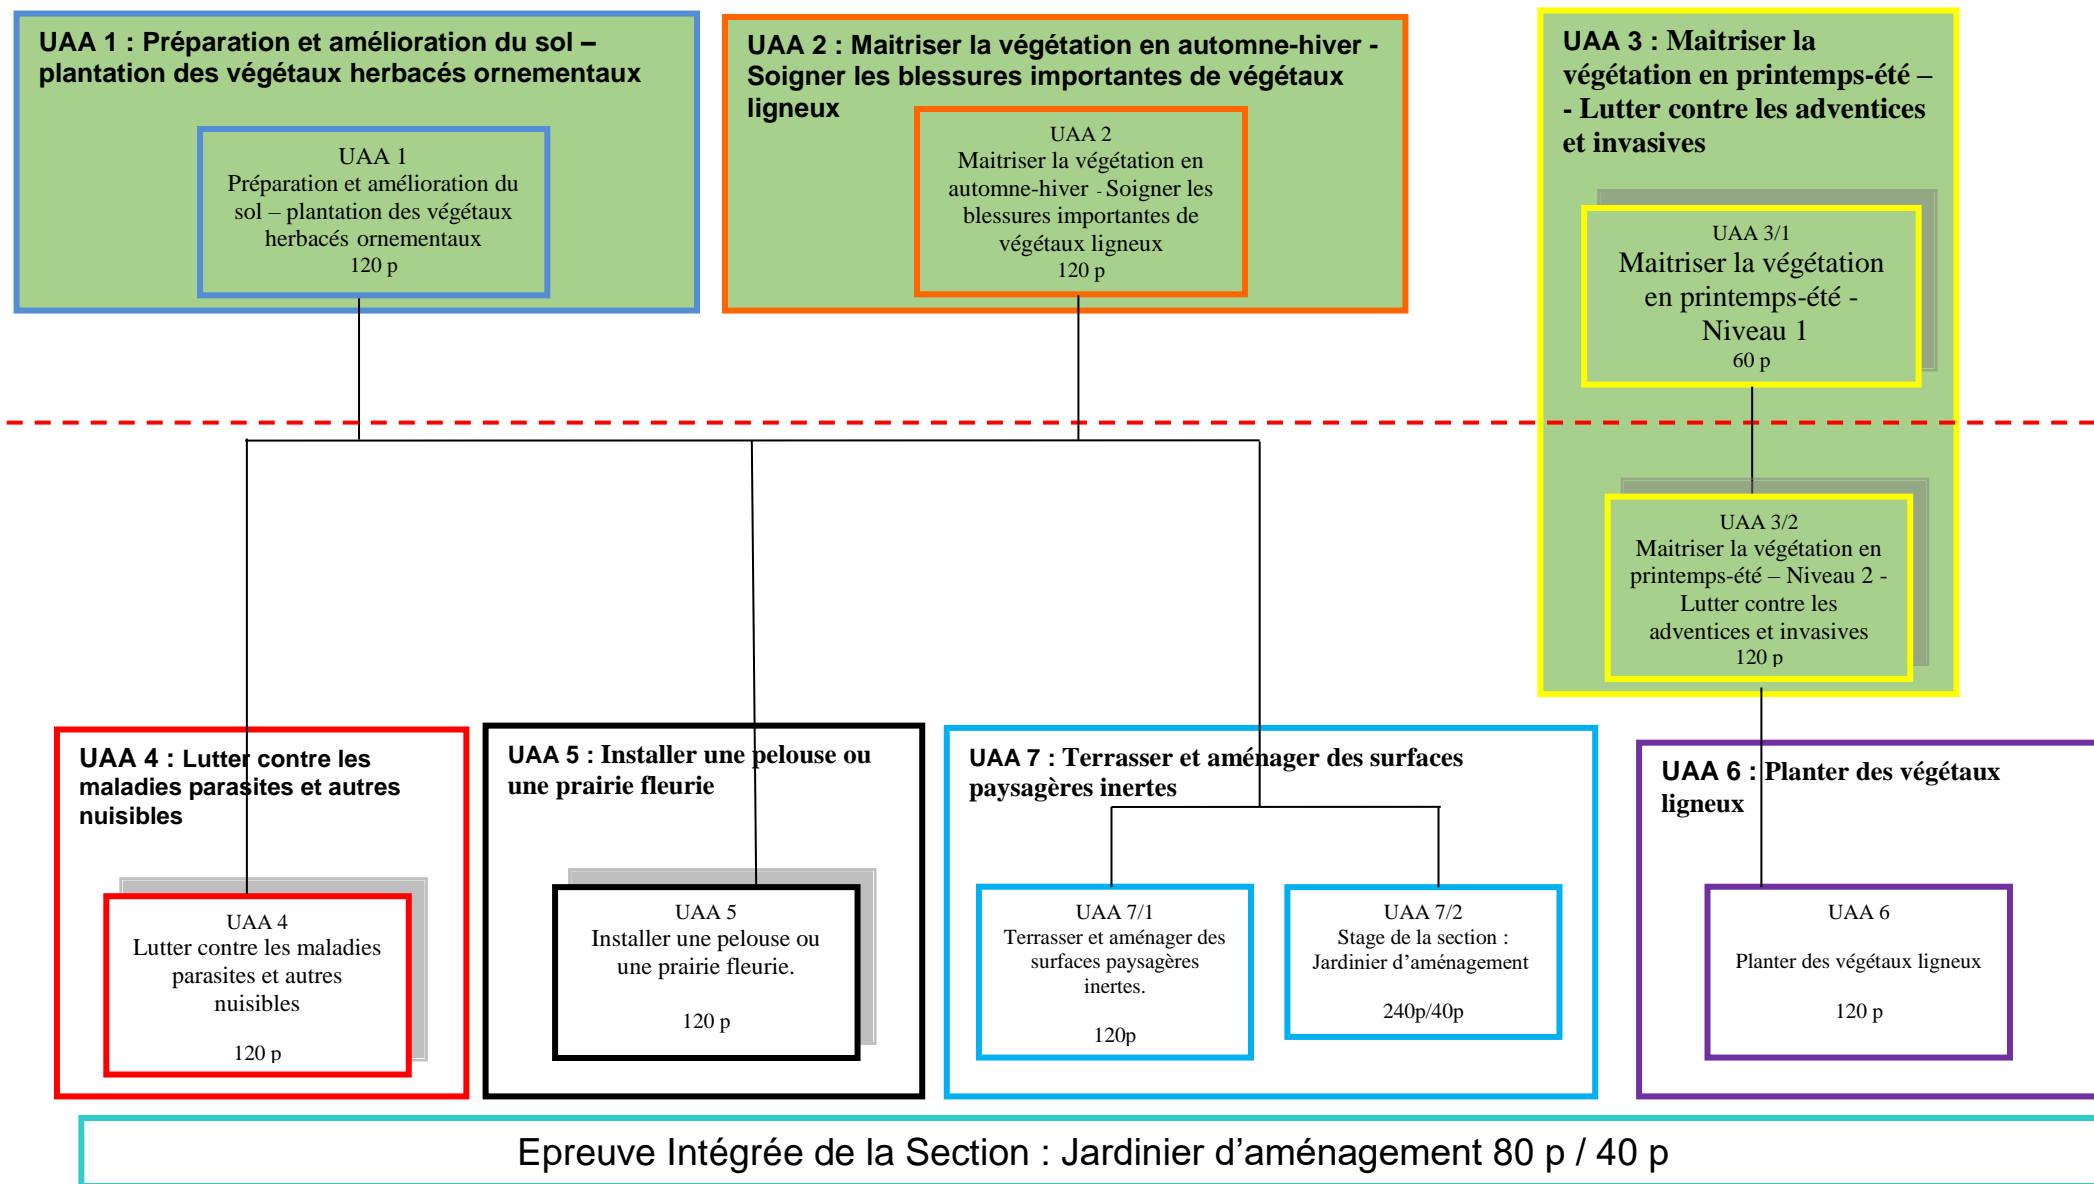 UAA 1 : Préparation et amélioration du sol –
plantation des végétaux herbacés ornementaux
UAA 1
Préparation et amélioration du
sol – plantation des végétaux
herbacés ornementaux
120 p
UAA 2 : Maitriser la végétation en automne-hiver -
Soigner les blessures importantes de végétaux
ligneux
UAA 2
Maitriser la végétation en
automne-hiver - Soigner les
blessures importantes de
végétaux ligneux
120 p
UAA 3 : Maitriser la
végétation en printemps-été –
- Lutter contre les adventices
et invasives
UAA 3/1
Maitriser la végétation
en printemps-été -
Niveau 1
60 p
UAA 3/2
Maitriser la végétation en
printemps-été – Niveau 2 -
Lutter contre les
adventices et invasives
120 p
UAA 4 : Lutter contre les
maladies parasites et autres
nuisibles
UAA 4
Lutter contre les maladies
parasites et autres
nuisibles
120 p
UAA 5 : Installer une pelouse ou
une prairie fleurie
UAA 5
Installer une pelouse ou
une prairie fleurie.
120 p
UAA 7 : Terrasser et aménager des surfaces
paysagères inertes
UAA 7/1
Terrasser et aménager des
surfaces paysagères
inertes.
120p
UAA 7/2
Stage de la section :
Jardinier d’aménagement
240p/40p
UAA 6 : Planter des végétaux
ligneux
UAA 6
Planter des végétaux ligneux
120 p
Epreuve Intégrée de la Section : Jardinier d’aménagement 80 p / 40 p